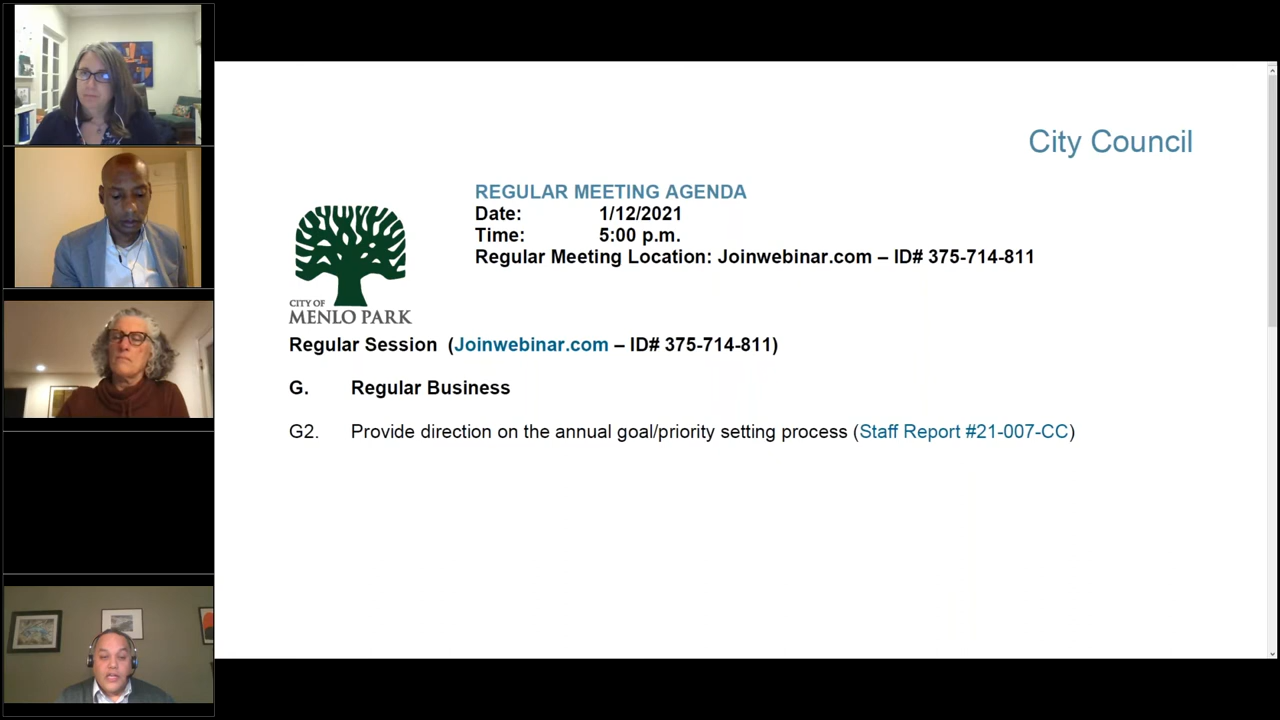 City Council
REGULAR MEETING AGENDA
Date: 1/12/2021
Time: 5:00 p.m.
Regular Meeting Location: Joinwebinar.com – ID# 375-714-811
CITY OF
MENLO PARK
Regular Session (Joinwebinar.com – ID# 375-714-811)
G. Regular Business
G2. Provide direction on the annual goal/priority setting process (Staff Report #21-007-CC)